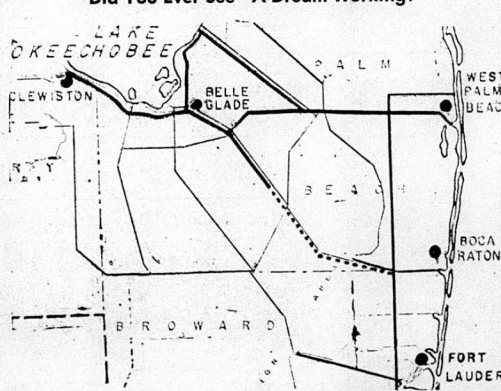 Did You Ever See A Dream Working?
LAKE
OKEECHOBEE
CLEWISTON
BELLE
GLADE
PALM
WEST
PALM
BEAC
R Y
BEACH
BOCA
RATON
BROWARD
FORT
LAUDER